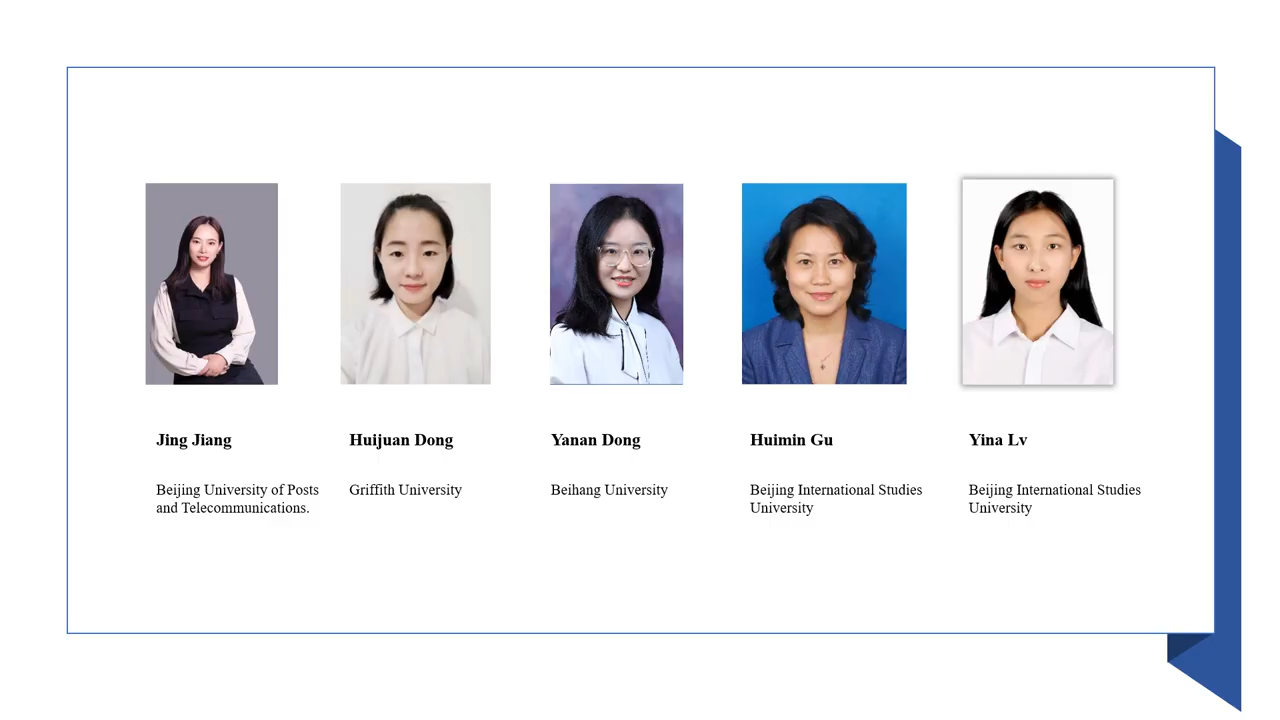 Jing Jiang
Huijuan Dong
Yanan Dong
Huimin Gu
Yina Lv
Beijing University of Posts
and Telecommunications.
Griffith University
Beihang University
Beijing International Studies
University
Beijing International Studies
University